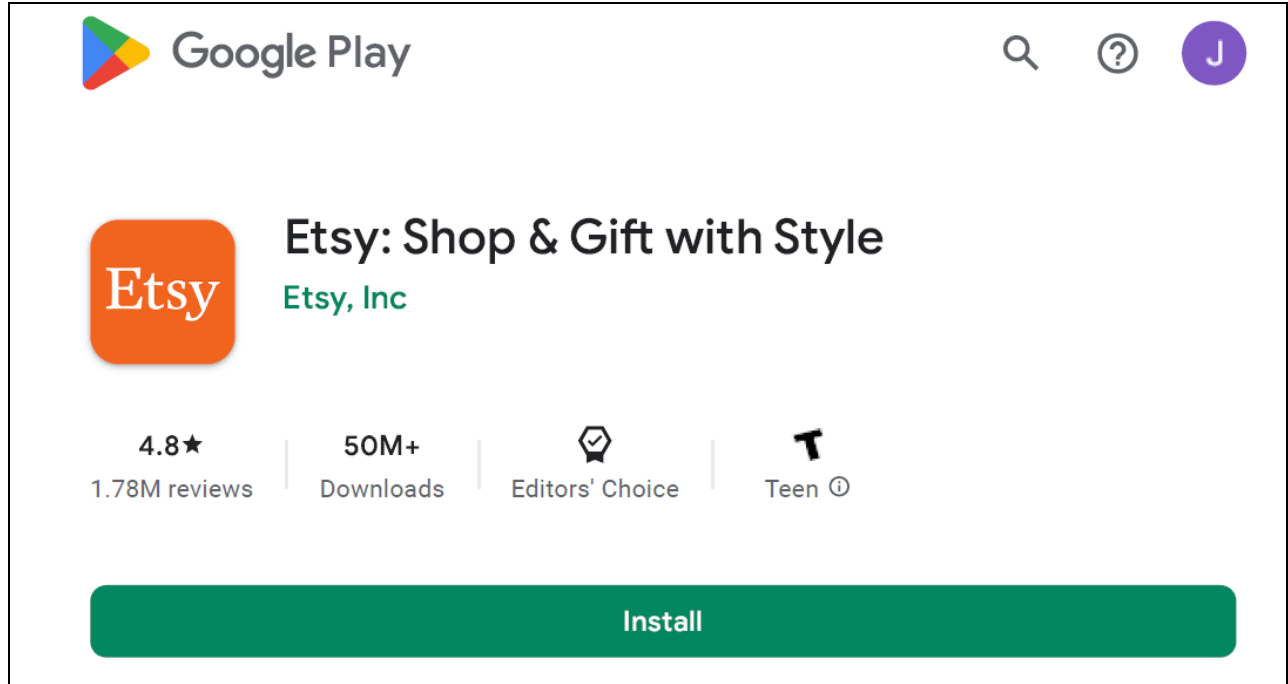 Google Play
J
Etsy: Shop & Gift with Style
Etsy
Etsy, Inc
4.8★ 50M+ T
1.78M reviews Downloads Editors' Choice Teen
Install